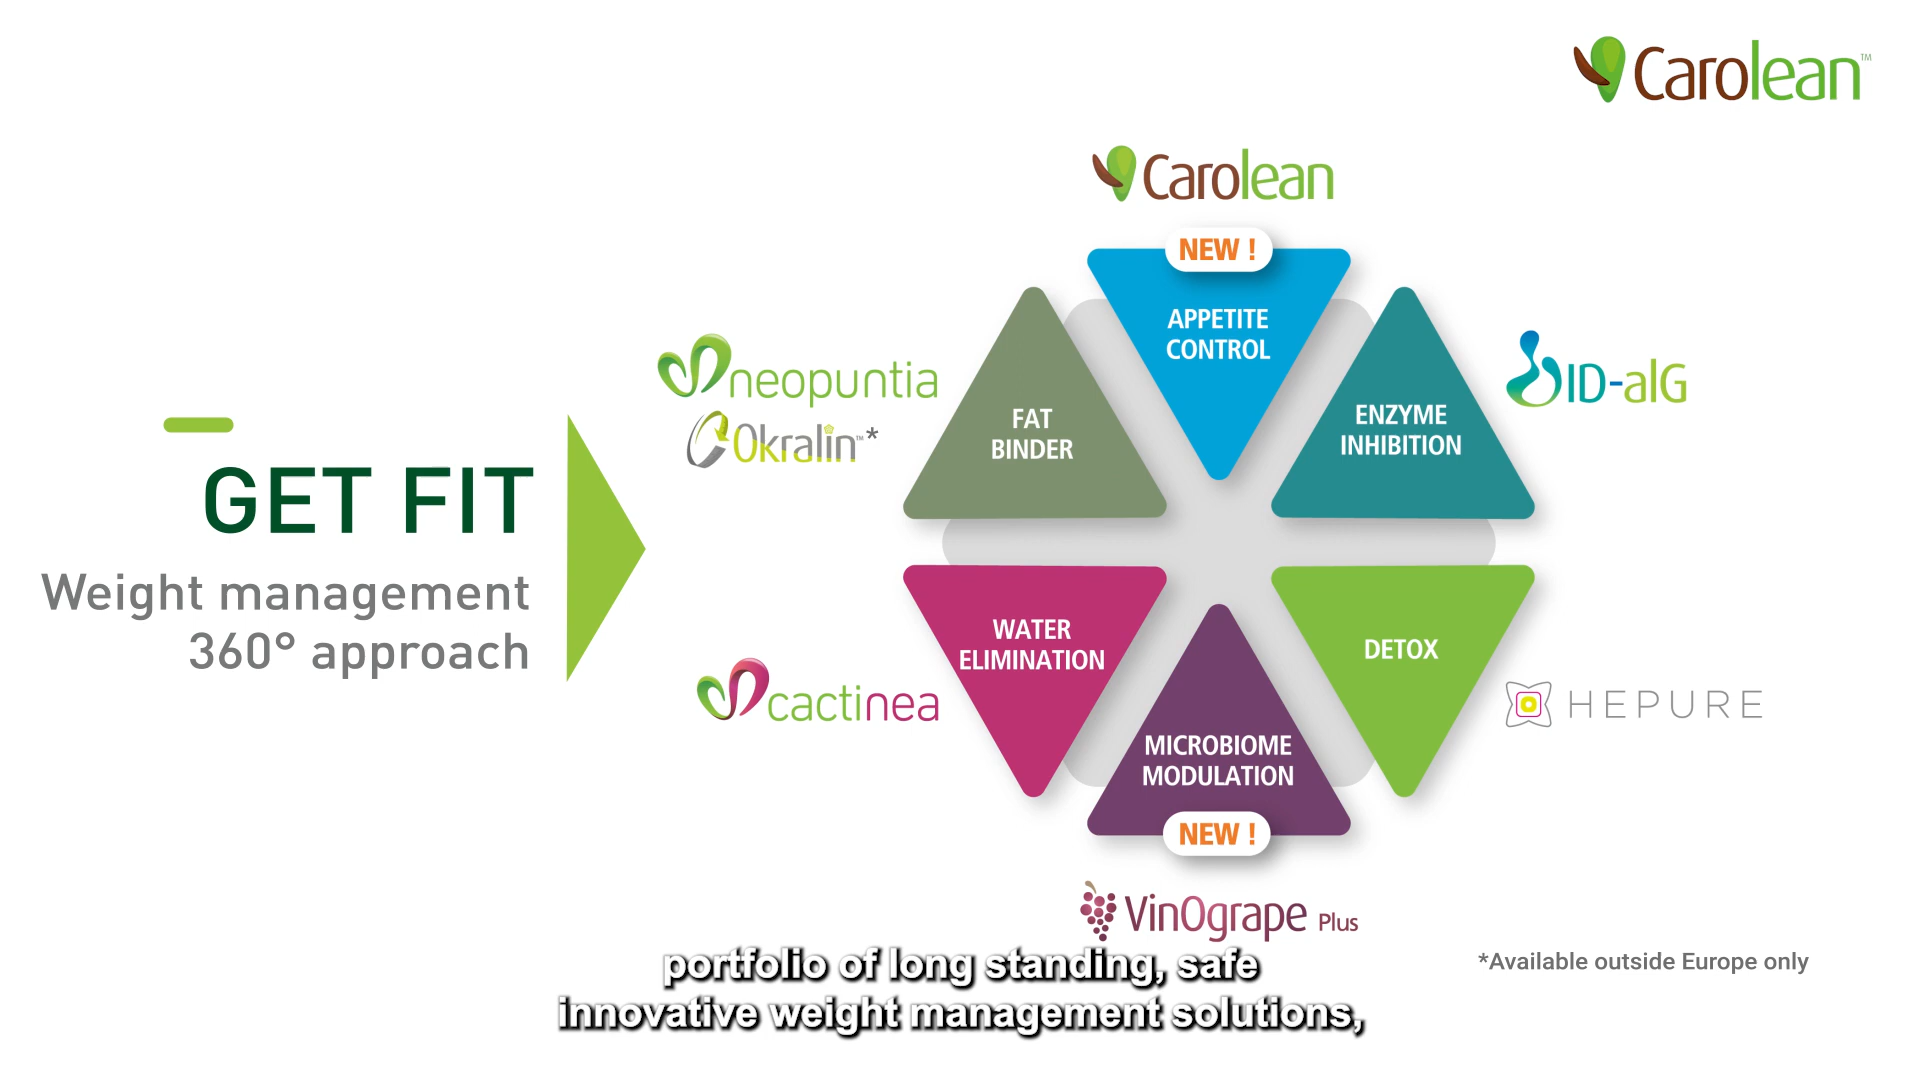 Carolean™
Carolean
NEW !
APPETITE
CONTROL
neopuntia
Okralin™*
FAT
BINDER
ENZYME
INHIBITION
ID-alG
GET FIT
Weight management
360° approach
WATER
ELIMINATION
cactinea
DETOX
HEPURE
MICROBIOME
MODULATION
NEW !
VinOgrape Plus
*Available outside Europe only
portfolio of long standing, safe
innovative weight management solutions,